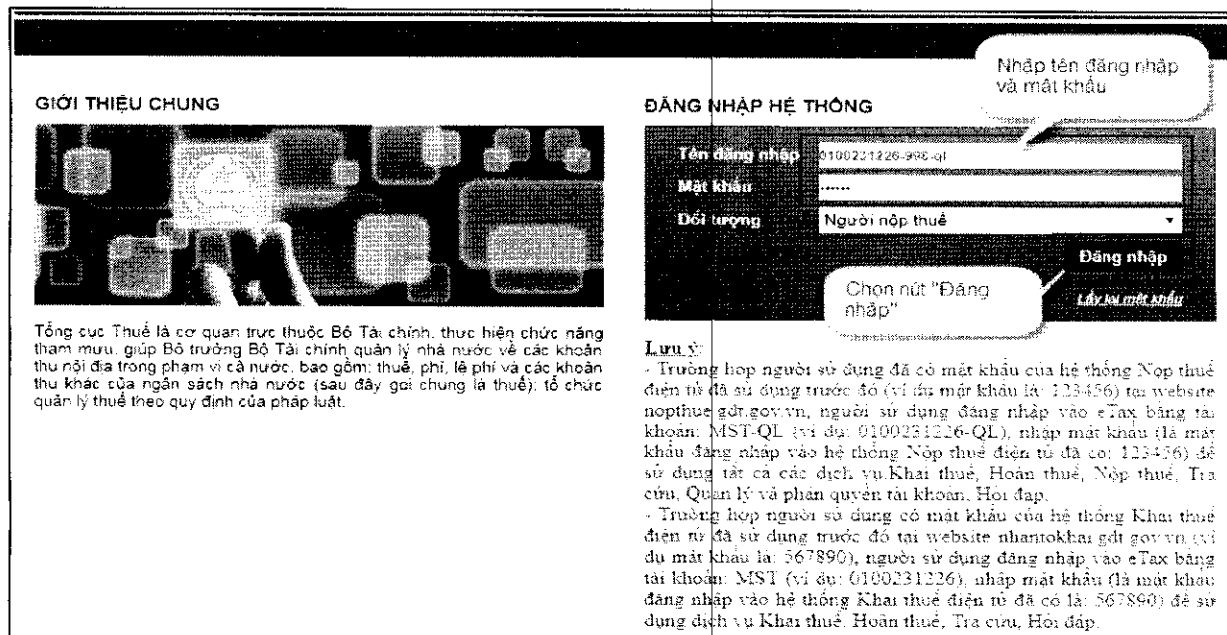 Nhập tên đăng nhập
và mật khẩu
GIỚI THIỆU CHUNG
Tổng cục Thuế là cơ quan trực thuộc Bộ Tài chính, thực hiện chức năng
tham mưu, giúp Bộ trưởng Bộ Tài chính quản lý nhà nước về các khoản
thu nội địa trong phạm vi cả nước, bao gồm: thuế, phí, lệ phí và các khoản
thu khác của ngân sách nhà nước (sau đây gọi chung là thuế); tổ chức
quản lý thuế theo quy định của pháp luật.
ĐĂNG NHẬP HỆ THỐNG
Tên đăng nhập 0100231226-998-ql
Mật khẩu ......
Đối tượng Người nộp thuế
Đăng nhập
Chọn nút "Đăng
nhập"
Lấy lại mật khẩu
Lưu ý:
- Trường hợp người sử dụng đã có mật khẩu của hệ thống Nộp thuế
điện tử đã sử dụng trước đó (ví dụ mật khẩu là: 123456) tại website
nopthue.gdt.gov.vn, người sử dụng đăng nhập vào eTax bằng tài
khoản: MST-QL (ví dụ: 0100231226-QL), nhập mật khẩu (là mật
khẩu đăng nhập vào hệ thống Nộp thuế điện tử đã có: 123456) để
sử dụng tất cả các dịch vụ Khai thuế, Hoàn thuế, Nộp thuế, Tra
cứu, Quản lý và phân quyền tài khoản, Hỏi đáp.
- Trường hợp người sử dụng có mật khẩu của hệ thống Khai thuế
điện tử đã sử dụng trước đó tại website nhantokhai.gdt.gov.vn (ví
dụ mật khẩu là: 567890), người sử dụng đăng nhập vào eTax bằng
tài khoản: MST (ví dụ: 0100231226), nhập mật khẩu (là mật khẩu
đăng nhập vào hệ thống Khai thuế điện tử đã có là: 567890) để sử
dụng dịch vụ Khai thuế, Hoàn thuế, Tra cứu, Hỏi đáp.